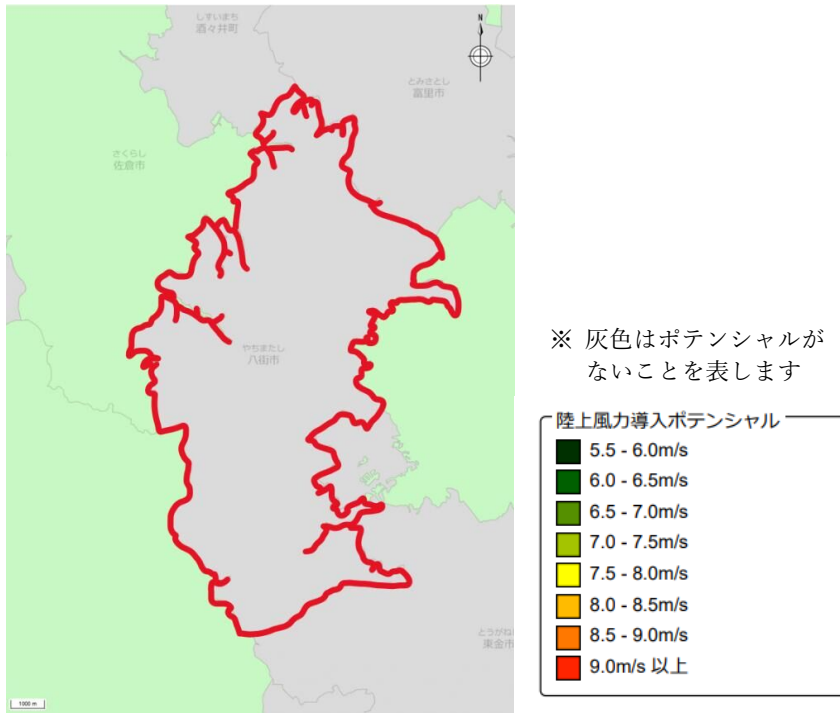 しすいまち
酒々井町
N
とみさとし
富里市
さくらし
佐倉市
やちまたし
八街市
とうがね
東金市
1000 m
※ 灰色はポテンシャルが
ないことを表します
陸上風力導入ポテンシャル
5.5 - 6.0m/s
6.0 - 6.5m/s
6.5 - 7.0m/s
7.0 - 7.5m/s
7.5 - 8.0m/s
8.0 - 8.5m/s
8.5 - 9.0m/s
9.0m/s 以上